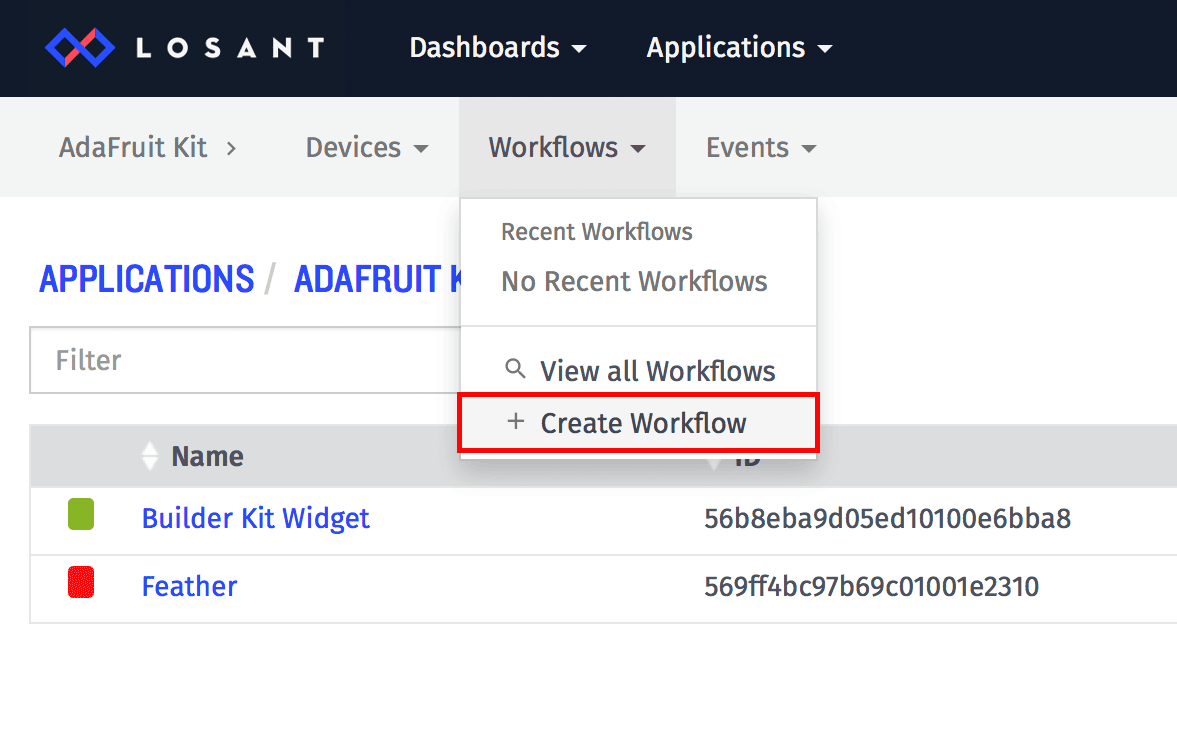 LOSANT Dashboards Applications
AdaFruit Kit > Devices Workflows Events
Recent Workflows
No Recent Workflows
View all Workflows
+ Create Workflow
APPLICATIONS / ADAFRUIT
Filter
Name ID
Builder Kit Widget 56b8eba9d05ed10100e6bba8
Feather 569ff4bc97b69c01001e2310